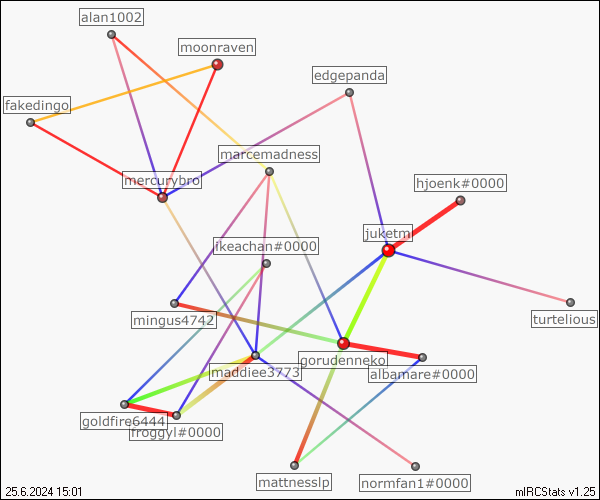 alan1002
moonraven
edgepanda
fakedingo
marcemadness
mercurybro
hjoenk#0000
juketm
ikeachan#0000
mingus4742
turtelious
gorudenneko
maddiee3773
albamare#0000
goldfire6444
froggyl#0000
mattnesslp
normfan1#0000
25.6.2024 15:01
mIRCStats v1.25